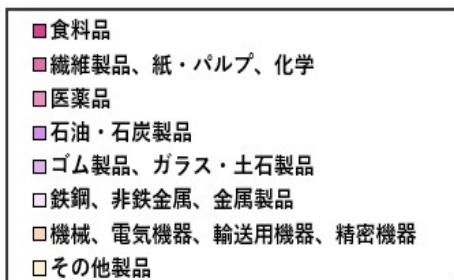 食料品
繊維製品、紙・パルプ、化学
医薬品
石油・石炭製品
ゴム製品、ガラス・土石製品
鉄鋼、非鉄金属、金属製品
機械、電気機器、輸送用機器、精密機器
その他製品